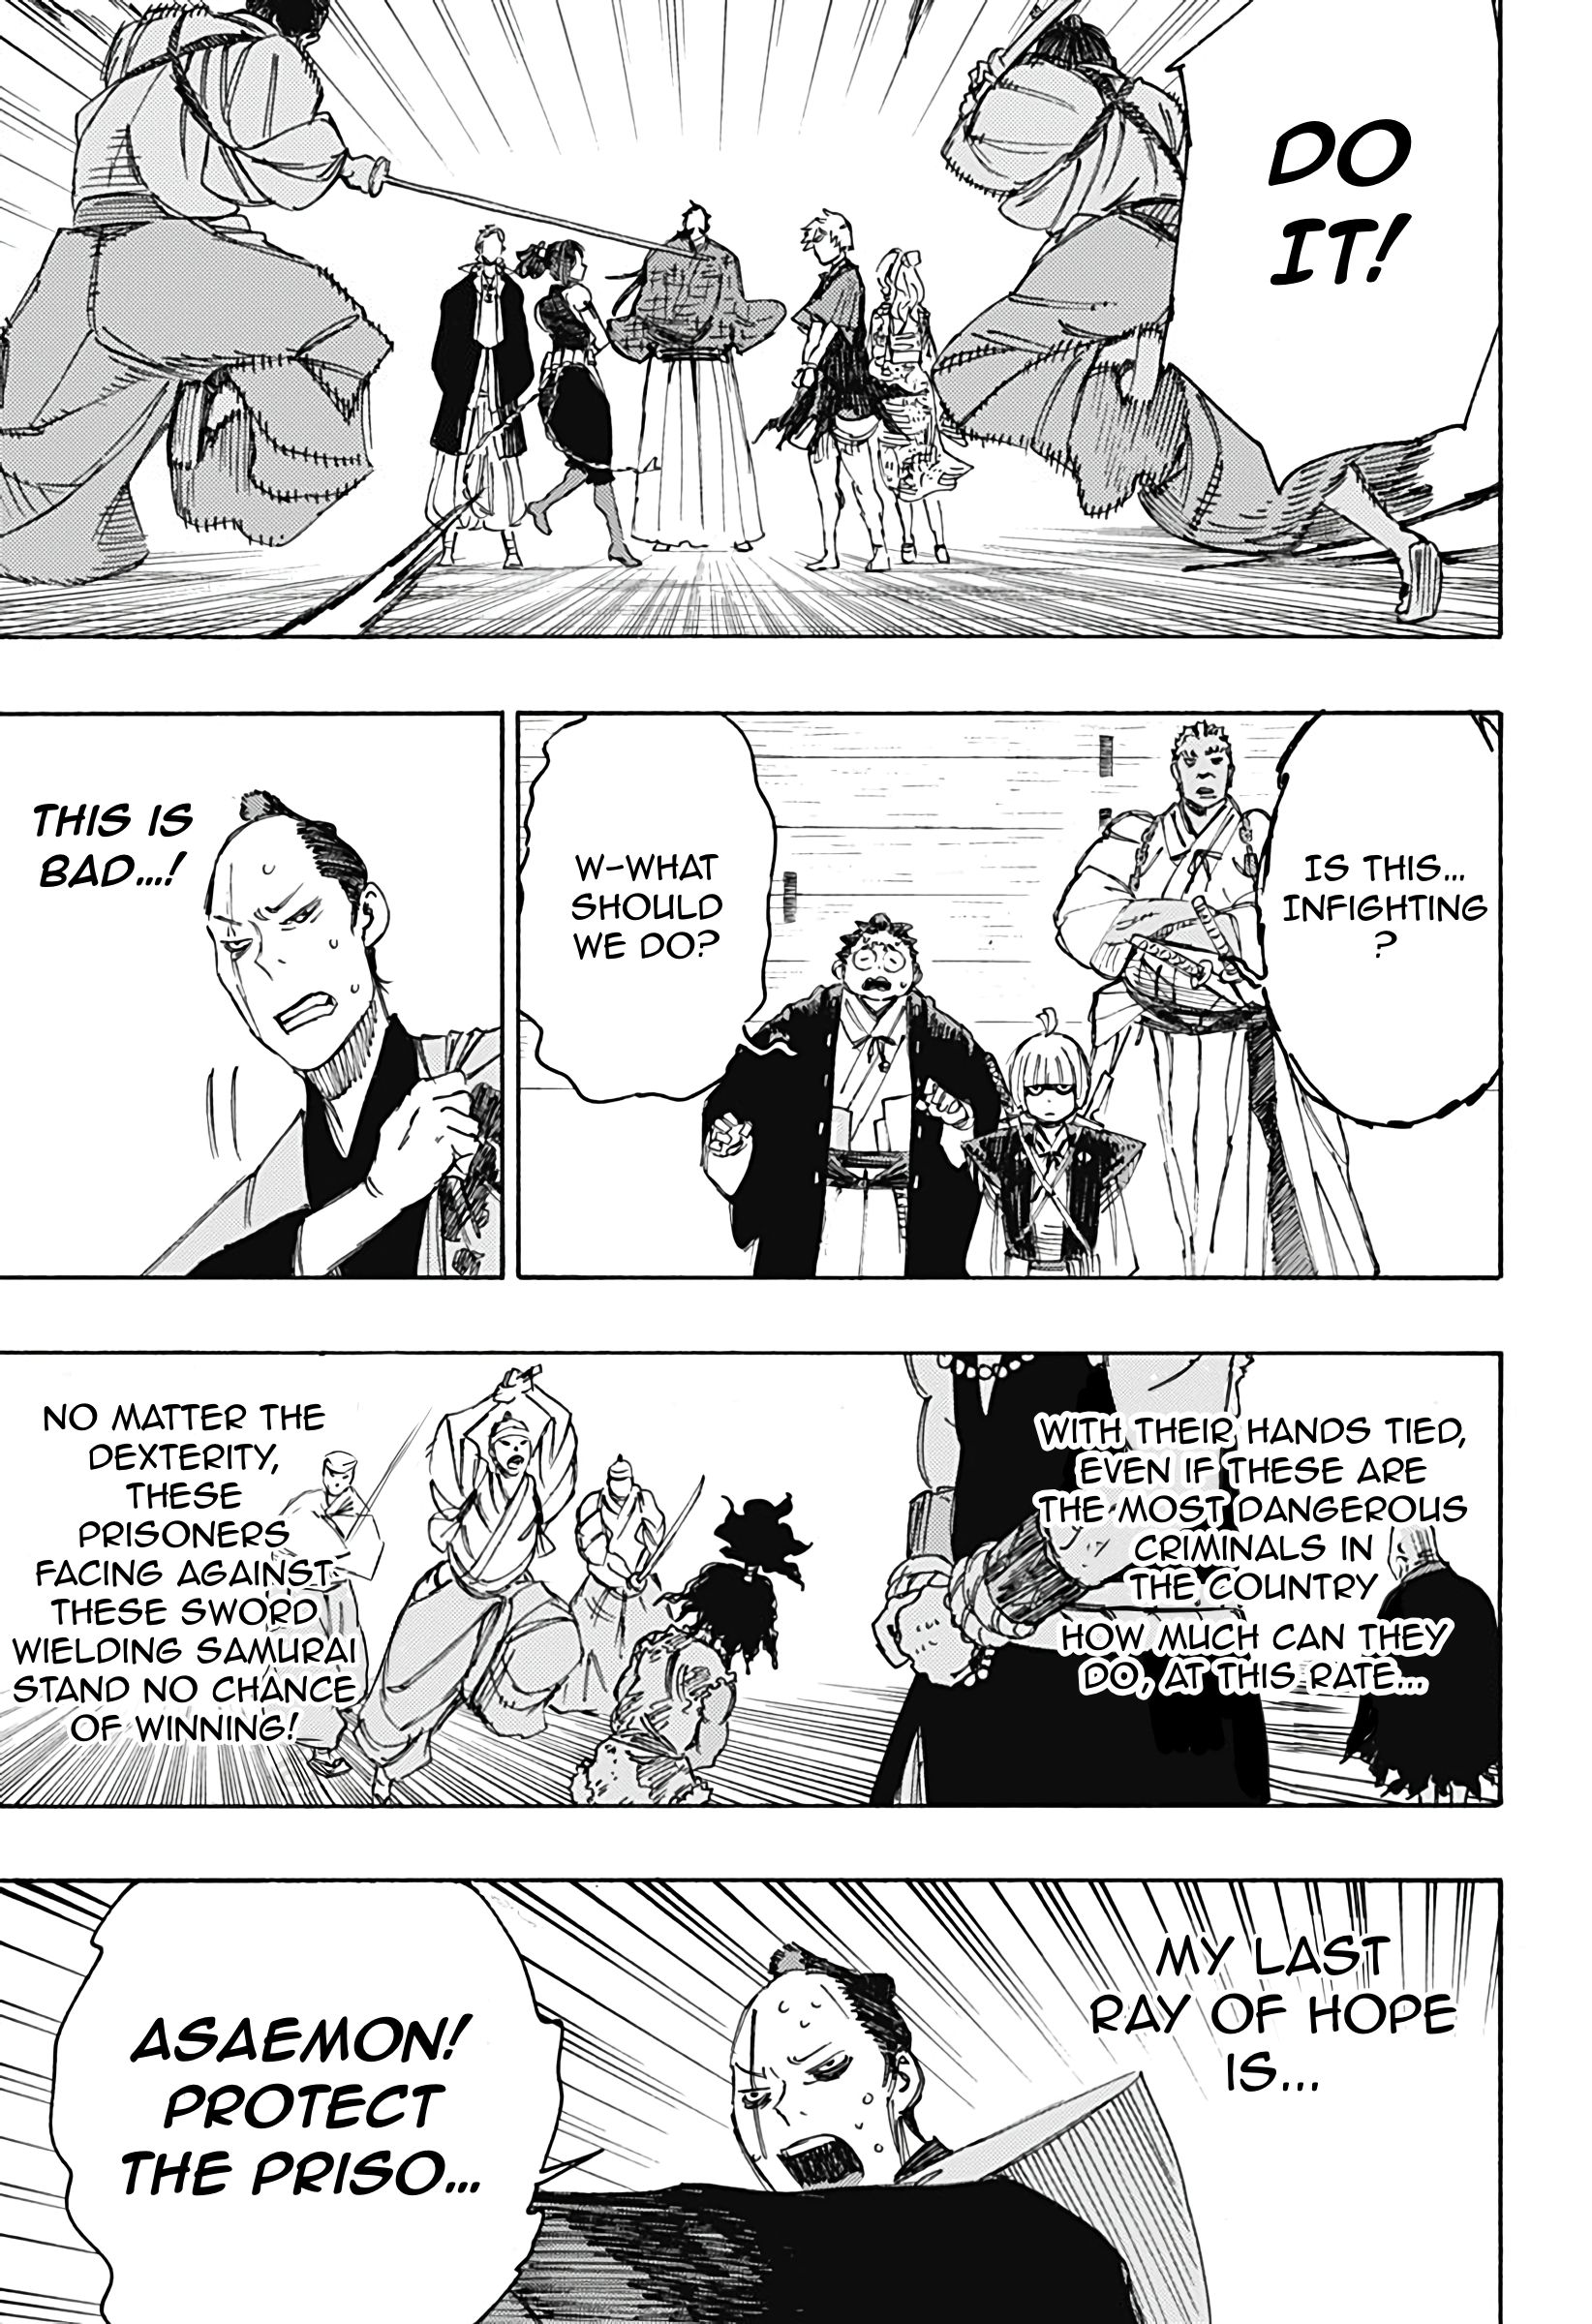 DO
IT!
IS THIS...
INFIGHTING
?
W-WHAT
SHOULD
WE DO?
THIS IS
BAD...!
WITH THEIR HANDS TIED,
EVEN IF THESE ARE
THE MOST DANGEROUS
CRIMINALS IN
THE COUNTRY
HOW MUCH CAN THEY
DO, AT THIS RATE...
NO MATTER THE
DEXTERITY,
THESE
PRISONERS
FACING AGAINST
THESE SWORD
WIELDING SAMURAI
STAND NO CHANCE
OF WINNING!
MY LAST
RAY OF HOPE
IS...
ASAEMON!
PROTECT
THE PRISO...